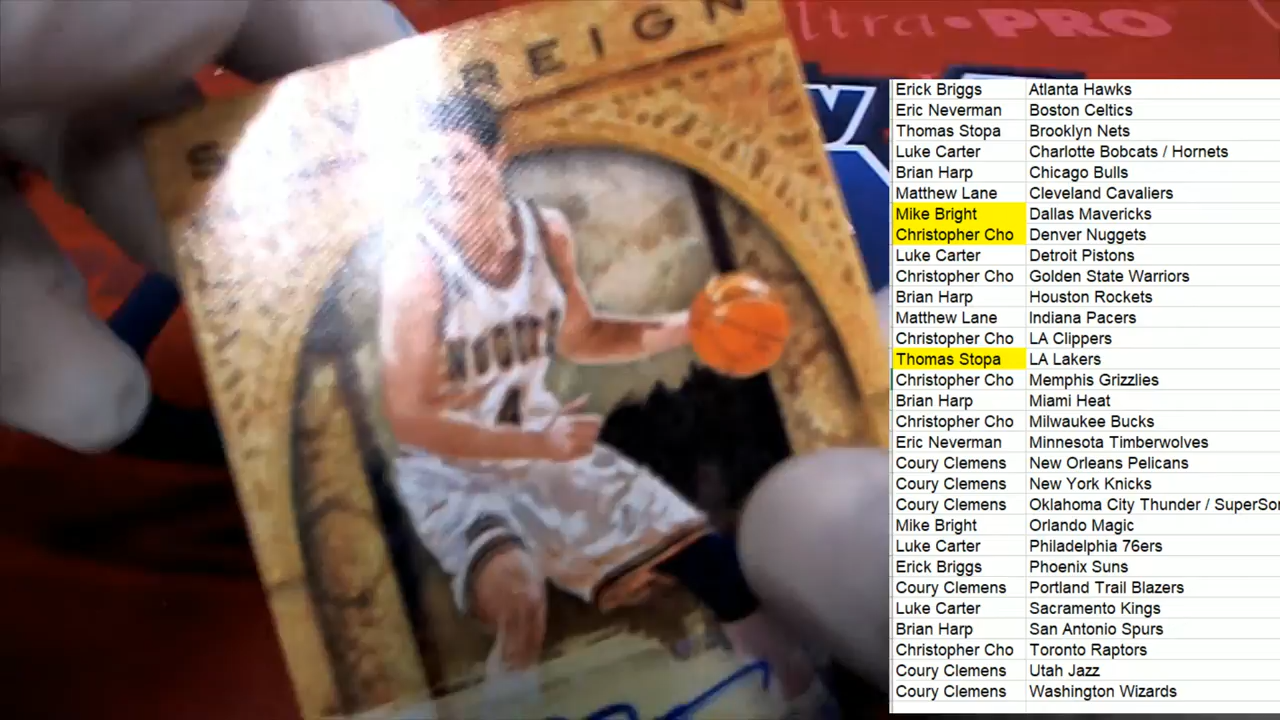 ltra•PRO
REIGN
NUGGETS
4
Erick Briggs Atlanta Hawks
Eric Neverman Boston Celtics
Thomas Stopa Brooklyn Nets
Luke Carter Charlotte Bobcats / Hornets
Brian Harp Chicago Bulls
Matthew Lane Cleveland Cavaliers
Mike Bright Dallas Mavericks
Christopher Cho Denver Nuggets
Luke Carter Detroit Pistons
Christopher Cho Golden State Warriors
Brian Harp Houston Rockets
Matthew Lane Indiana Pacers
Christopher Cho LA Clippers
Thomas Stopa LA Lakers
Christopher Cho Memphis Grizzlies
Brian Harp Miami Heat
Christopher Cho Milwaukee Bucks
Eric Neverman Minnesota Timberwolves
Coury Clemens New Orleans Pelicans
Coury Clemens New York Knicks
Coury Clemens Oklahoma City Thunder / SuperSo
Mike Bright Orlando Magic
Luke Carter Philadelphia 76ers
Erick Briggs Phoenix Suns
Coury Clemens Portland Trail Blazers
Luke Carter Sacramento Kings
Brian Harp San Antonio Spurs
Christopher Cho Toronto Raptors
Coury Clemens Utah Jazz
Coury Clemens Washington Wizards